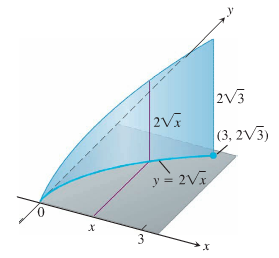 y
2√3
2√x
(3, 2√3)
y = 2√x
0
x
3
x